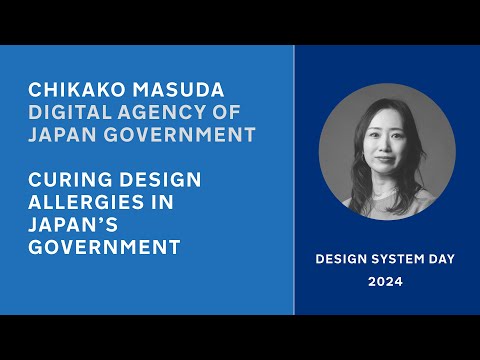 CHIKAKO MASUDA
DIGITAL AGENCY OF
JAPAN GOVERNMENT
CURING DESIGN
ALLERGIES IN
JAPAN’S
GOVERNMENT
DESIGN SYSTEM DAY
2024